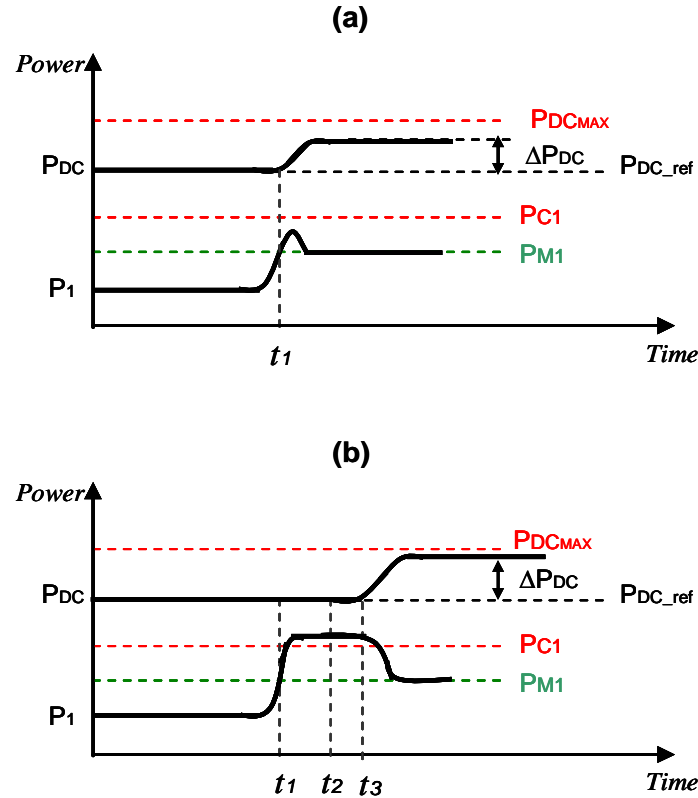 (a)
Power
PDCMAX
PDC
ΔPDC
PDC_ref
PC1
PM1
P1
t1
Time
(b)
Power
PDCMAX
PDC
ΔPDC
PDC_ref
PC1
PM1
P1
t1 t2 t3
Time